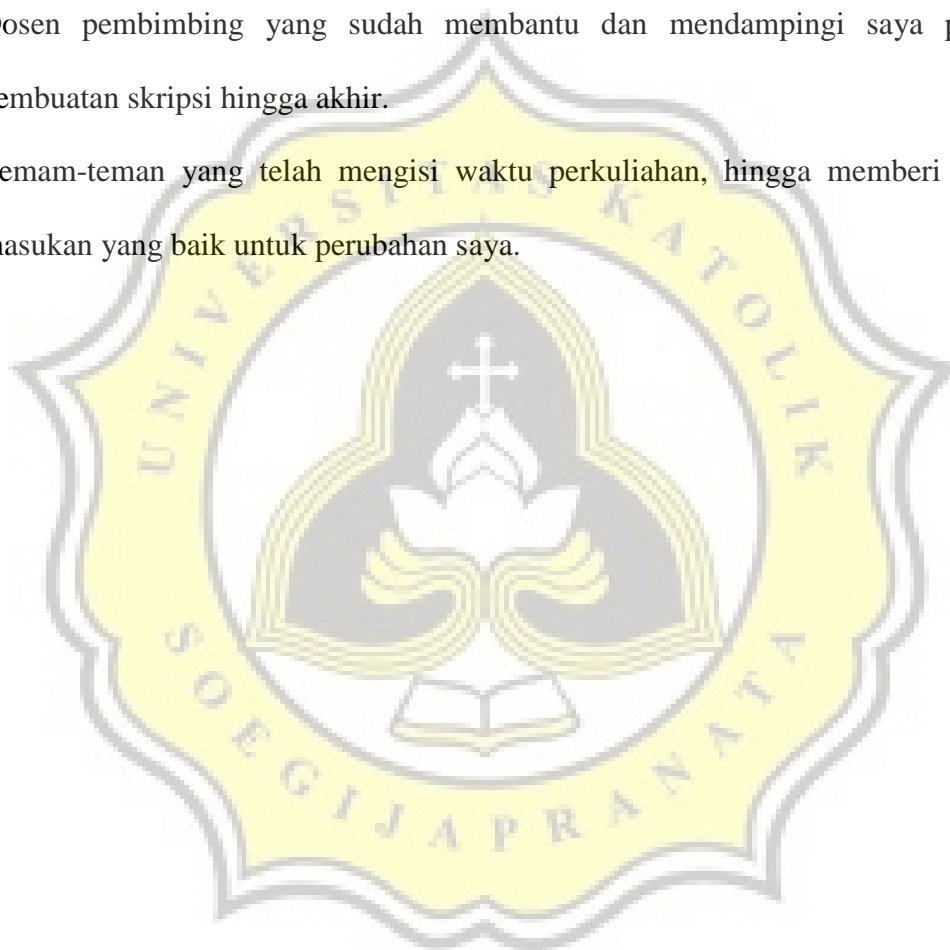 osen pembimbing yang sudah membantu dan mendampingi saya
embuatan skripsi hingga akhir.
emam-teman yang telah mengisi waktu perkuliahan, hingga memberi
asukan yang baik untuk perubahan saya.
UNIVERSITAS KATOLIK
SOEGIJAPRANATA